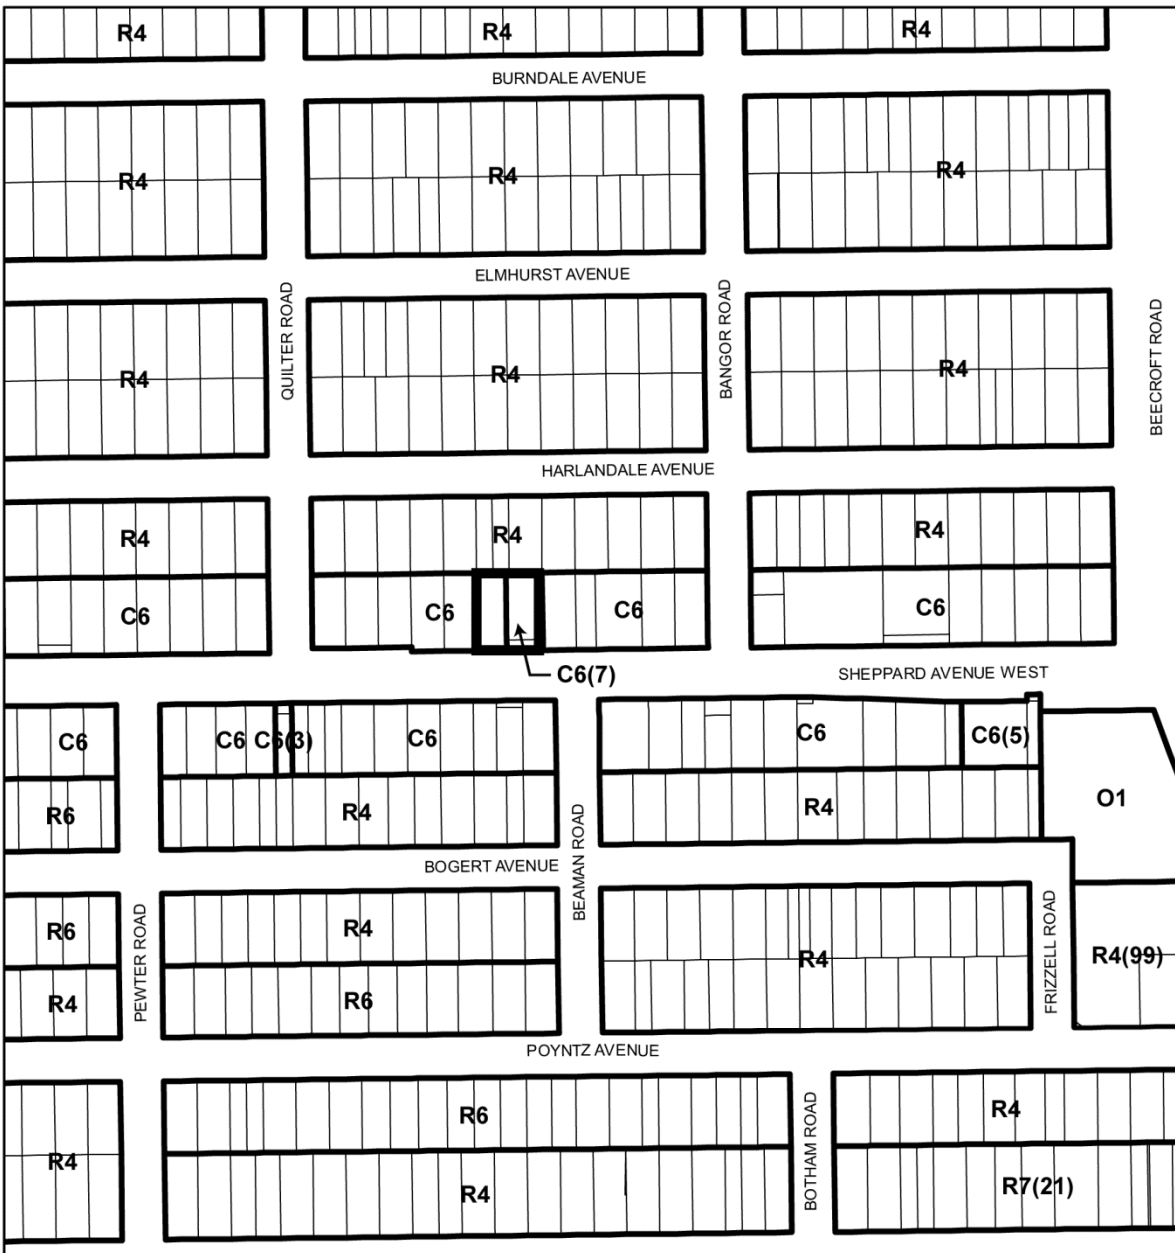 R4
R4
R4
BURNDALE AVENUE
R4
R4
R4
ELMHURST AVENUE
QUILTER ROAD
BANGOR ROAD
BEECROFT ROAD
R4
R4
R4
HARLANDALE AVENUE
R4
R4
R4
C6
C6
C6
C6
C6(7)
SHEPPARD AVENUE WEST
C6
C6
C6(3)
C6
C6
C6(5)
O1
R6
R4
R4
BOGERT AVENUE
BEAMAN ROAD
R6
R4
PEWTER ROAD
R4
FRIZZELL ROAD
R4(99)
R4
R6
POYNTZ AVENUE
R4
R6
BOTHAM ROAD
R4
R4
R7(21)